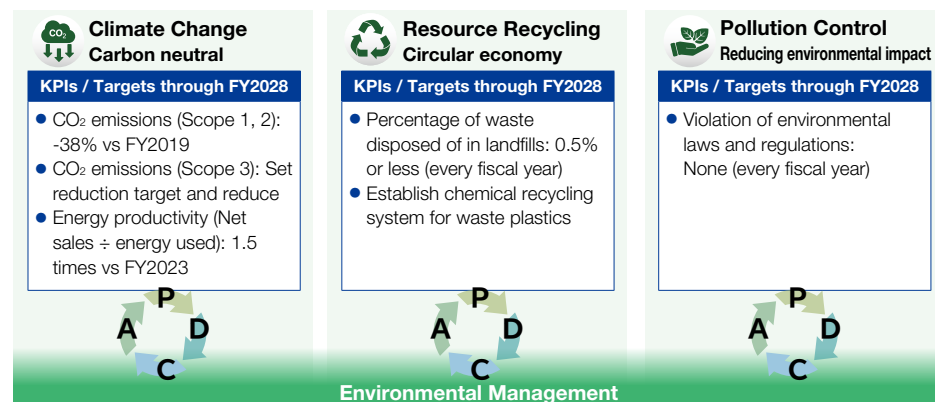 CO₂
Climate Change
Carbon neutral
KPIs / Targets through FY2028
● CO₂ emissions (Scope 1, 2):
-38% vs FY2019
● CO₂ emissions (Scope 3): Set
reduction target and reduce
● Energy productivity (Net
sales ÷ energy used): 1.5
times vs FY2023
P
A D
C
Resource Recycling
Circular economy
KPIs / Targets through FY2028
● Percentage of waste
disposed of in landfills: 0.5%
or less (every fiscal year)
● Establish chemical recycling
system for waste plastics
P
A D
C
Pollution Control
Reducing environmental impact
KPIs / Targets through FY2028
● Violation of environmental
laws and regulations:
None (every fiscal year)
P
A D
C
Environmental Management